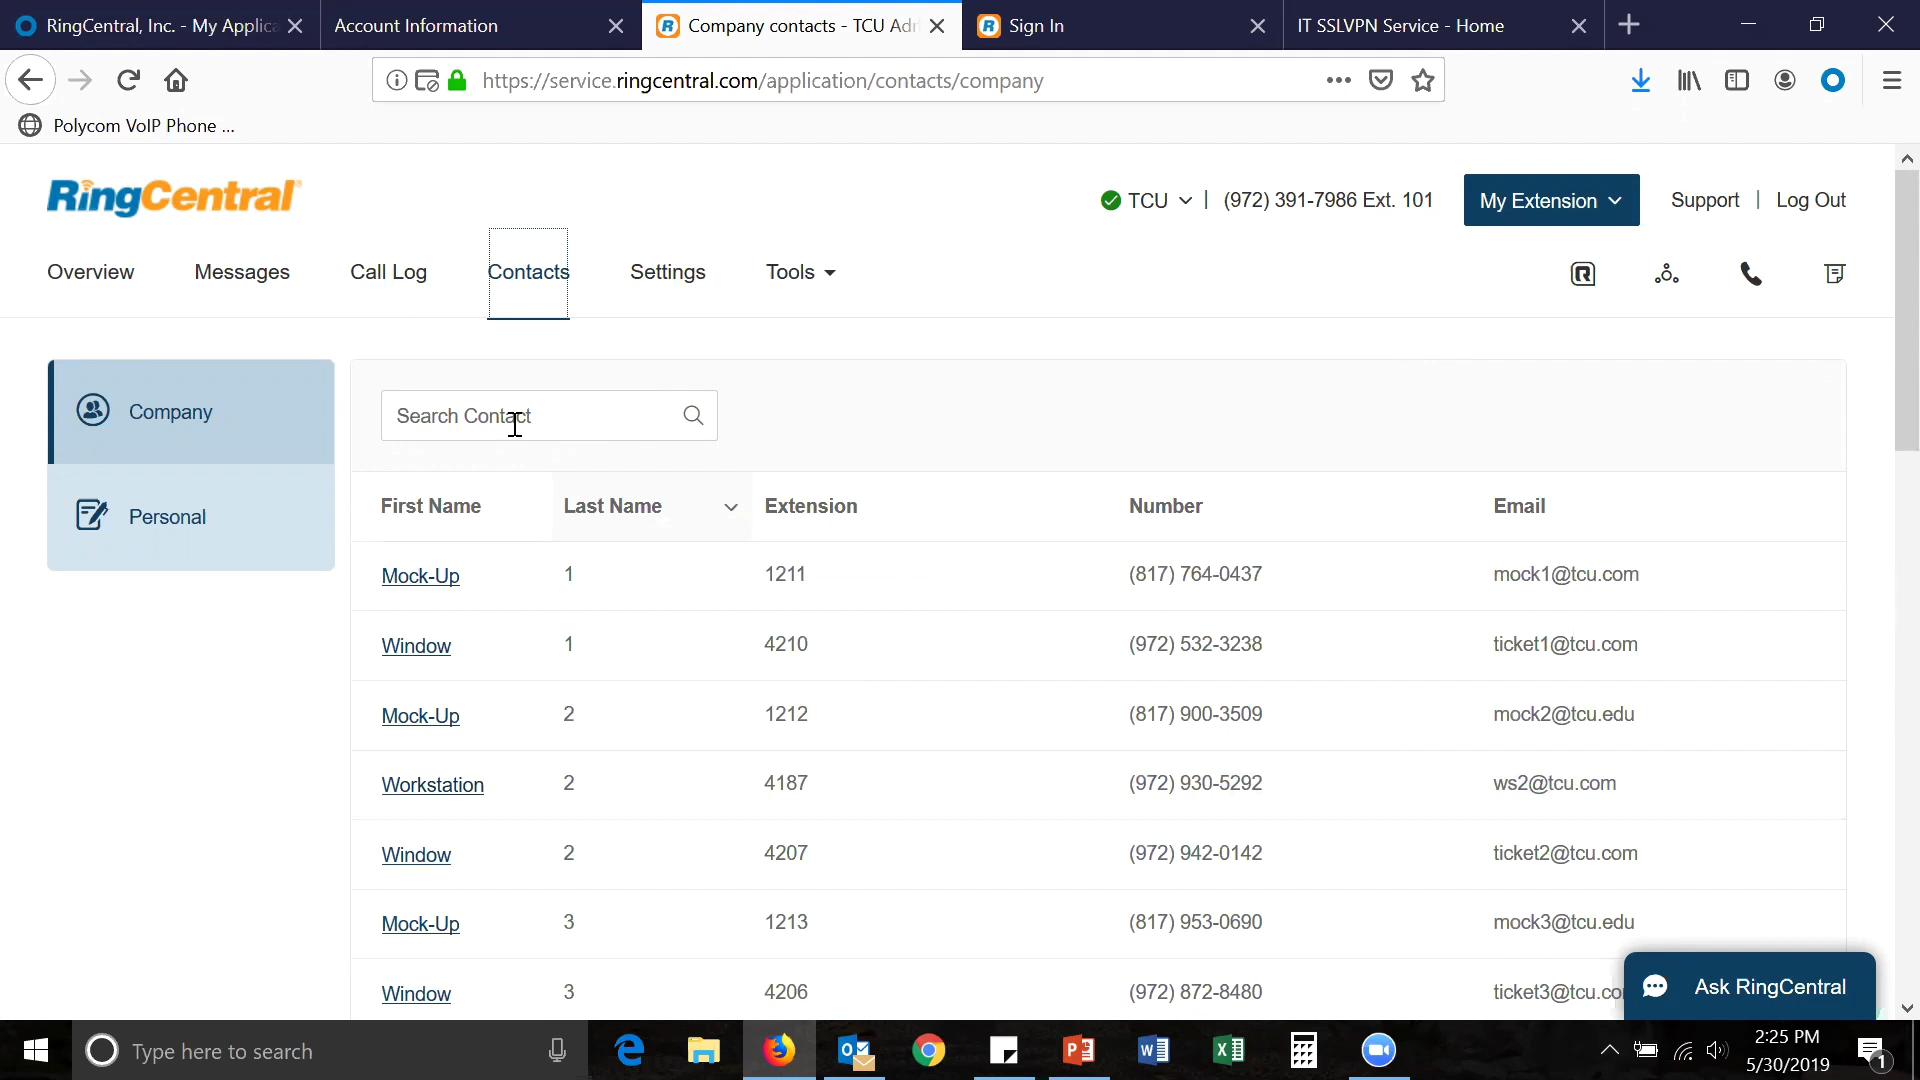 RingCentral, Inc. - My Applica
Account Information
Company contacts - TCU Adm
Sign In
IT SSLVPN Service - Home
https://service.ringcentral.com/application/contacts/company
Polycom VoIP Phone ...
RingCentral
TCU | (972) 391-7986 Ext. 101
My Extension
Support | Log Out
Overview
Messages
Call Log
Contacts
Settings
Tools
Company
Personal
Search Contact
First Name Last Name Extension Number Email
Mock-Up 1 1211 (817) 764-0437 mock1@tcu.com
Window 1 4210 (972) 532-3238 ticket1@tcu.com
Mock-Up 2 1212 (817) 900-3509 mock2@tcu.edu
Workstation 2 4187 (972) 930-5292 ws2@tcu.com
Window 2 4207 (972) 942-0142 ticket2@tcu.com
Mock-Up 3 1213 (817) 953-0690 mock3@tcu.edu
Window 3 4206 (972) 872-8480 ticket3@tcu.co
Ask RingCentral
Type here to search
2:25 PM
5/30/2019
1